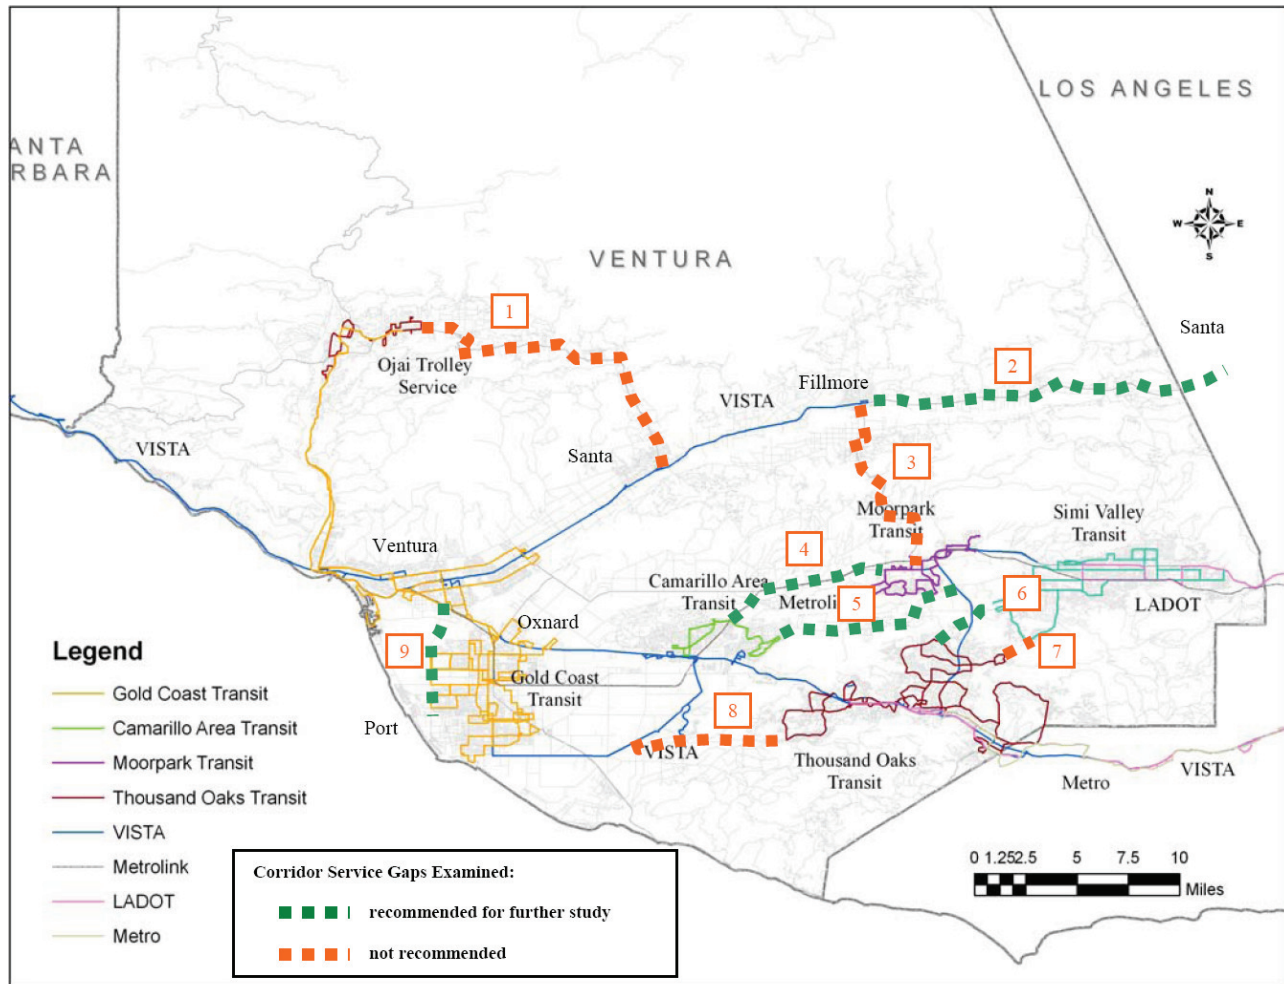 LOS ANGELES
ANTA
RBARA
N
W E
S
VENTURA
1
Santa
Ojai Trolley
Service
2
Fillmore
VISTA
VISTA
Santa
3
Moorpark
Transit
Simi Valley
Transit
Ventura
4
Camarillo Area
Transit
Metroli
5
6
LADOT
Oxnard
9
7
Gold Coast
Transit
8
Port
VISTA
Thousand Oaks
Transit
Metro
VISTA
Legend
Gold Coast Transit
Camarillo Area Transit
Moorpark Transit
Thousand Oaks Transit
VISTA
Metrolink
LADOT
Metro
Corridor Service Gaps Examined:
recommended for further study
not recommended
0 1.252.5 5 7.5 10
Miles